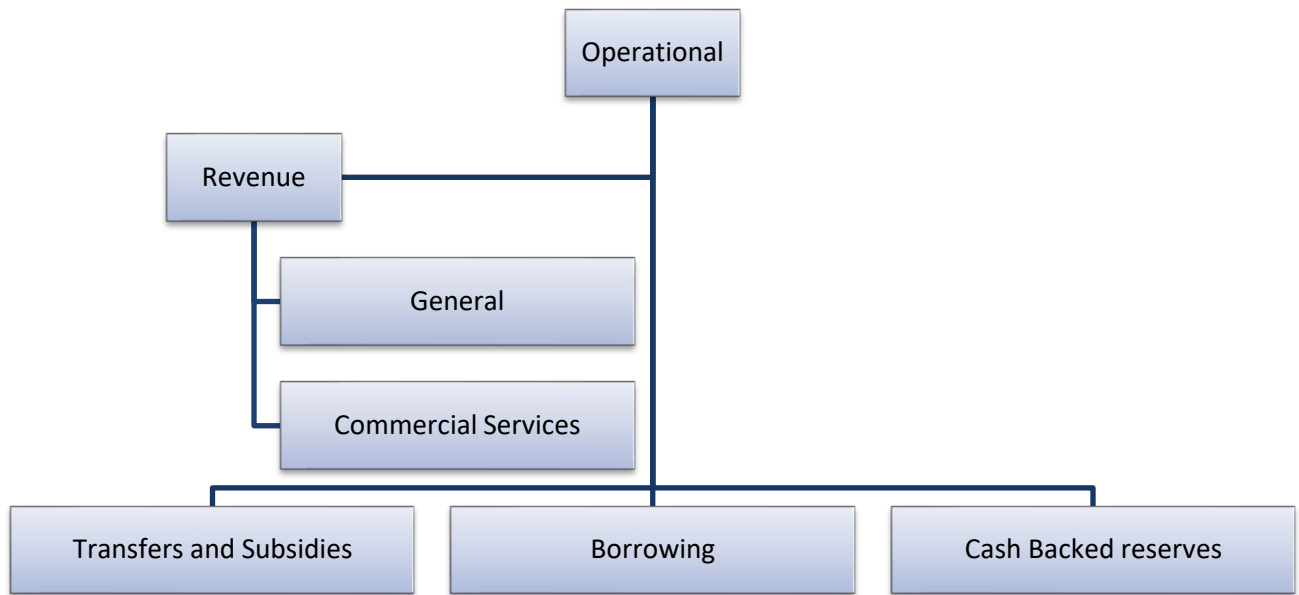 Operational
Revenue
General
Commercial Services
Transfers and Subsidies
Borrowing
Cash Backed reserves